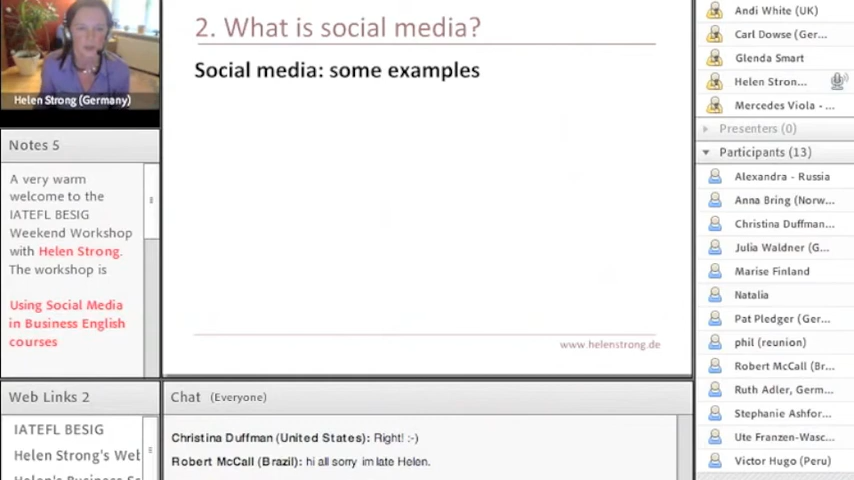 Helen Strong (Germany)
Notes 5
A very warm
welcome to the
IATEFL BESIG
Weekend Workshop
with Helen Strong.
The workshop is
Using Social Media
in Business English
courses
Web Links 2
IATEFL BESIG
Helen Strong's Web
2. What is social media?
Social media: some examples
www.helenstrong.de
Chat (Everyone)
Christina Duffman (United States): Right! :-)
Robert McCall (Brazil): hi all sorry im late Helen.
Andi White (UK)
Carl Dowse (Ger...
Glenda Smart
Helen Stron...
Mercedes Viola - ...
Presenters (0)
Participants (13)
Alexandra - Russia
Anna Bring (Norw...
Christina Duffman...
Julia Waldner (G...
Marise Finland
Natalia
Pat Pledger (Ger...
phil (reunion)
Robert McCall (Br...
Ruth Adler, Germ...
Stephanie Ashfor...
Ute Franzen-Wasc...
Victor Hugo (Peru)